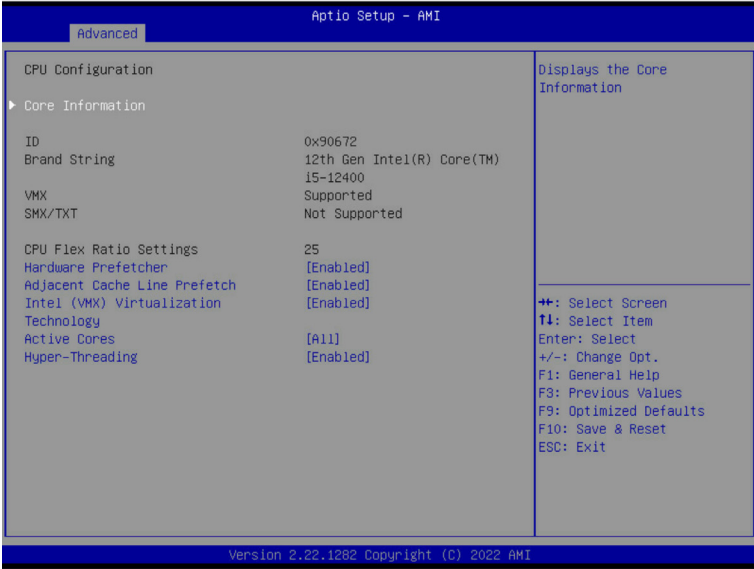 Aptio Setup - AMI
Advanced
CPU Configuration
Core Information
ID 0x90672
Brand String 12th Gen Intel(R) Core(TM)
i5-12400
VMX Supported
SMX/TXT Not Supported
CPU Flex Ratio Settings 25
Hardware Prefetcher [Enabled]
Adjacent Cache Line Prefetch [Enabled]
Intel (VMX) Virtualization [Enabled]
Technology
Active Cores [All]
Hyper-Threading [Enabled]
Displays the Core
Information
→←: Select Screen
↑↓: Select Item
Enter: Select
+/-: Change Opt.
F1: General Help
F3: Previous Values
F9: Optimized Defaults
F10: Save & Reset
ESC: Exit
Version 2.22.1282 Copyright (C) 2022 AMI